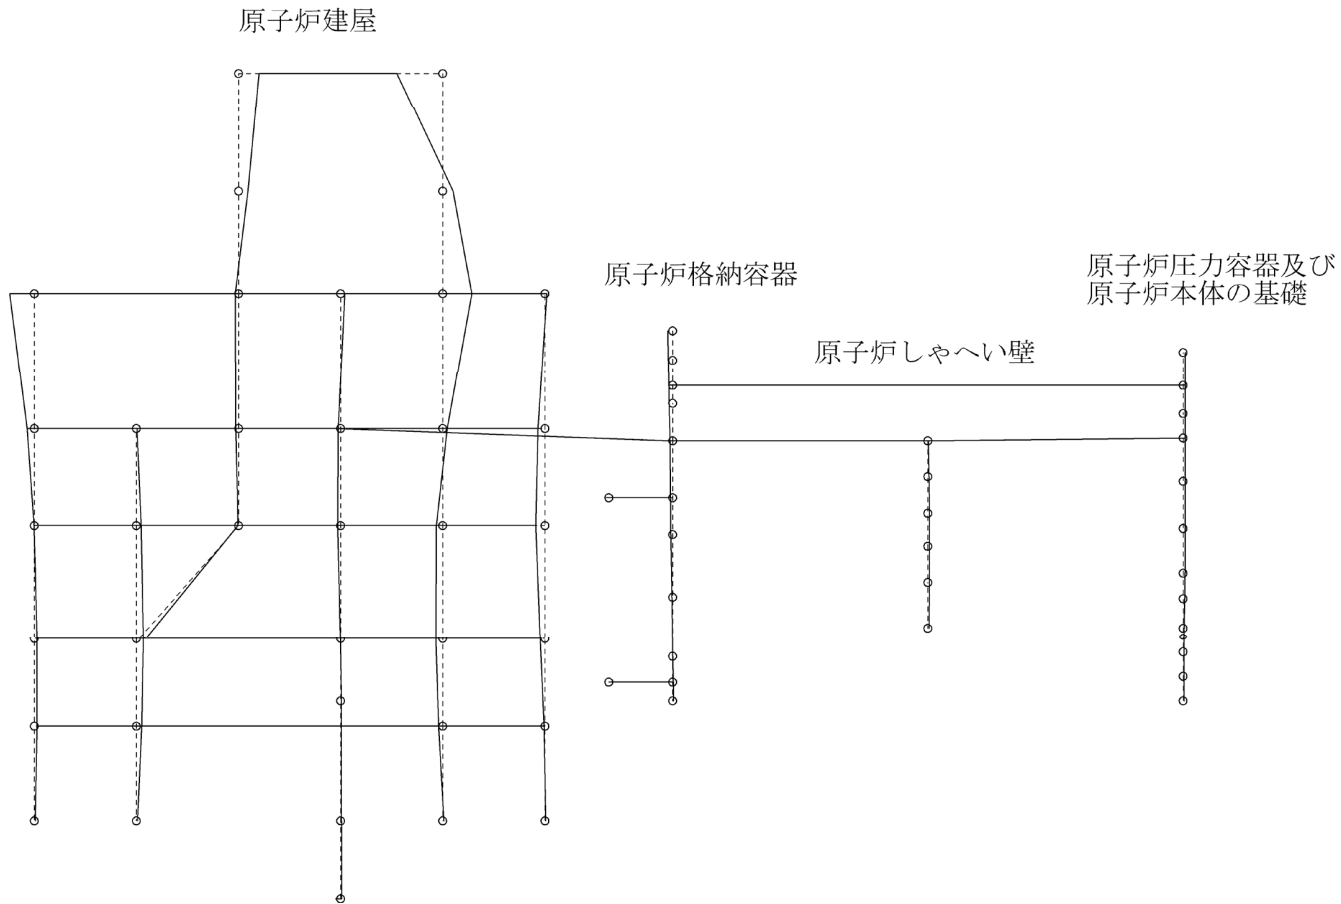 原子炉建屋
原子炉格納容器
原子炉圧力容器及び
原子炉本体の基礎
原子炉しゃへい壁